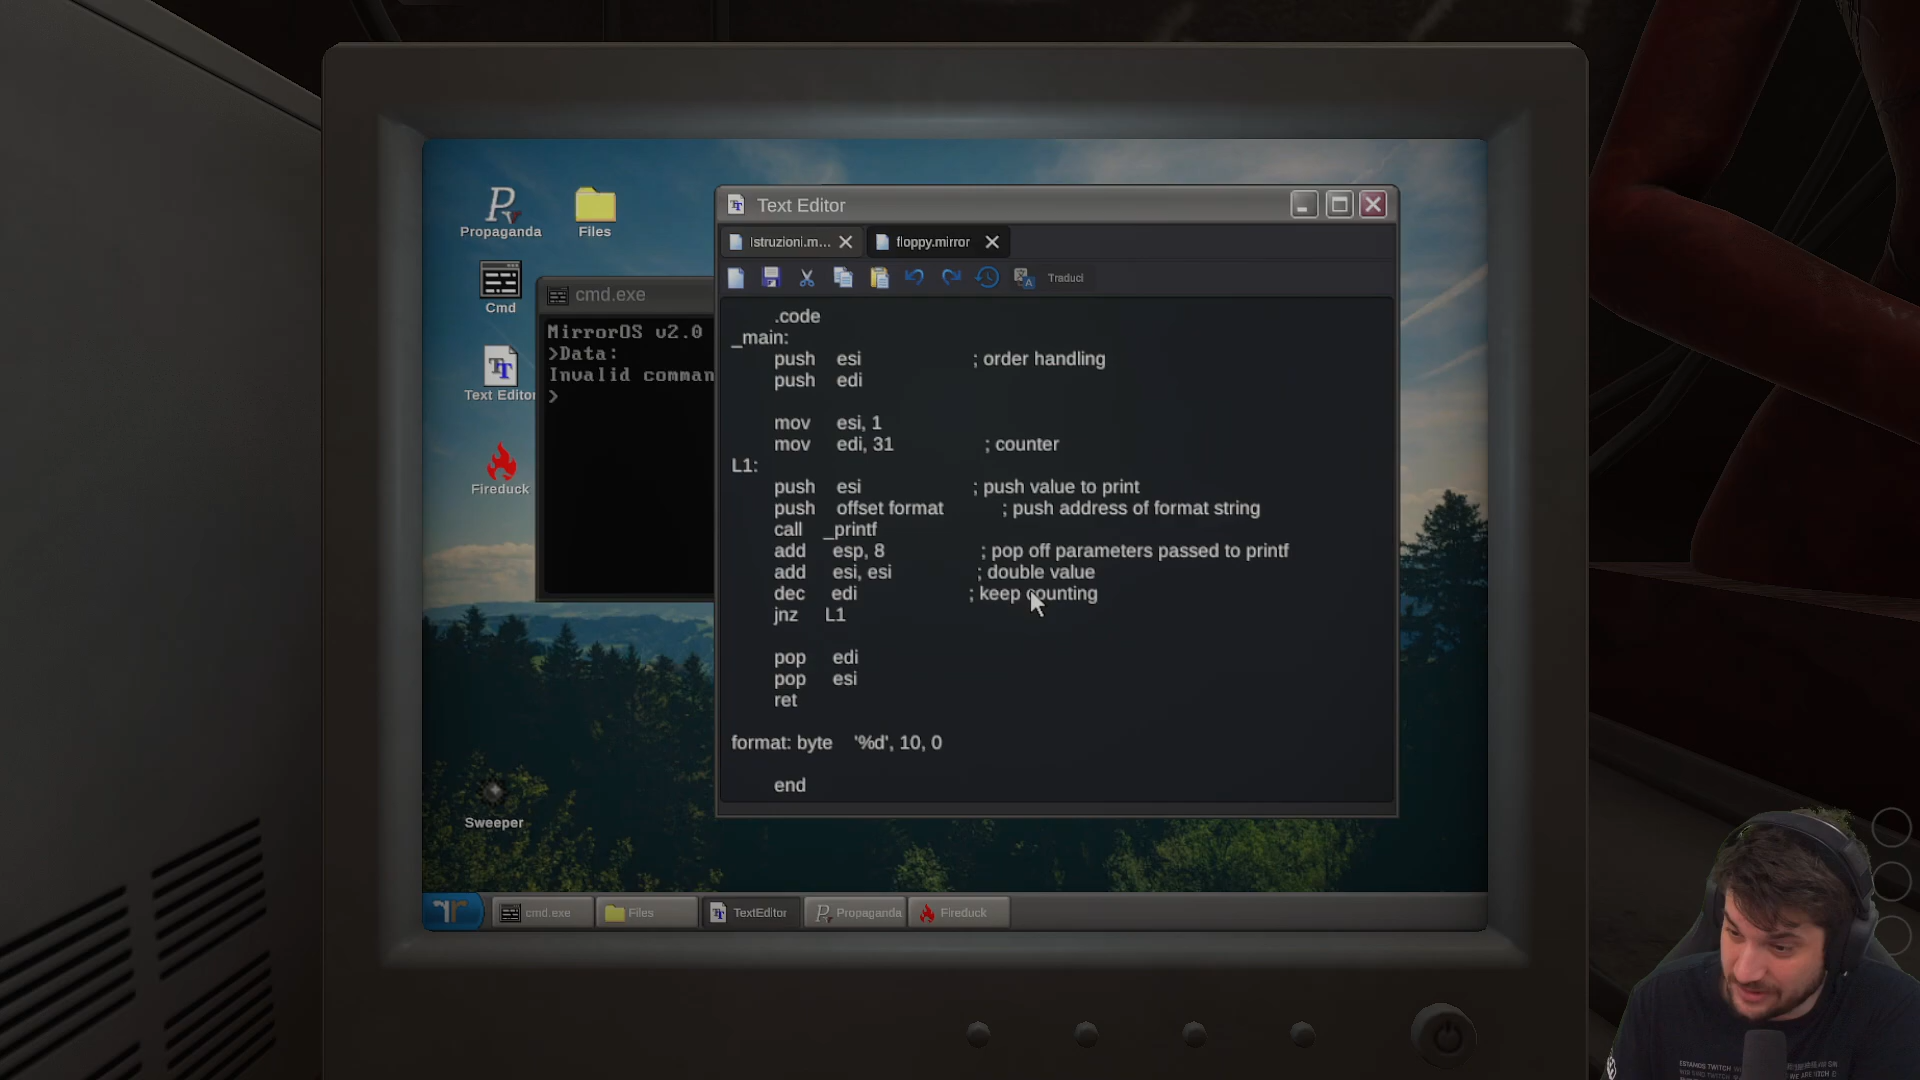 Propaganda
Files
Cmd
Text Edito
Fireduck
Sweeper
cmd.exe
MirrorOS v2.0
>Data:
Invalid comman
>
Text Editor
Istruzioni.m...
floppy.mirror
Traduci
.code
_main:
push esi ; order handling
push edi
mov esi, 1
mov edi, 31 ; counter
L1:
push esi ; push value to print
push offset format ; push address of format string
call _printf
add esp, 8 ; pop off parameters passed to printf
add esi, esi ; double value
dec edi ; keep counting
jnz L1
pop edi
pop esi
ret
format: byte '%d', 10, 0
end
cmd.exe
Files
TextEditor
Propaganda
Fireduck